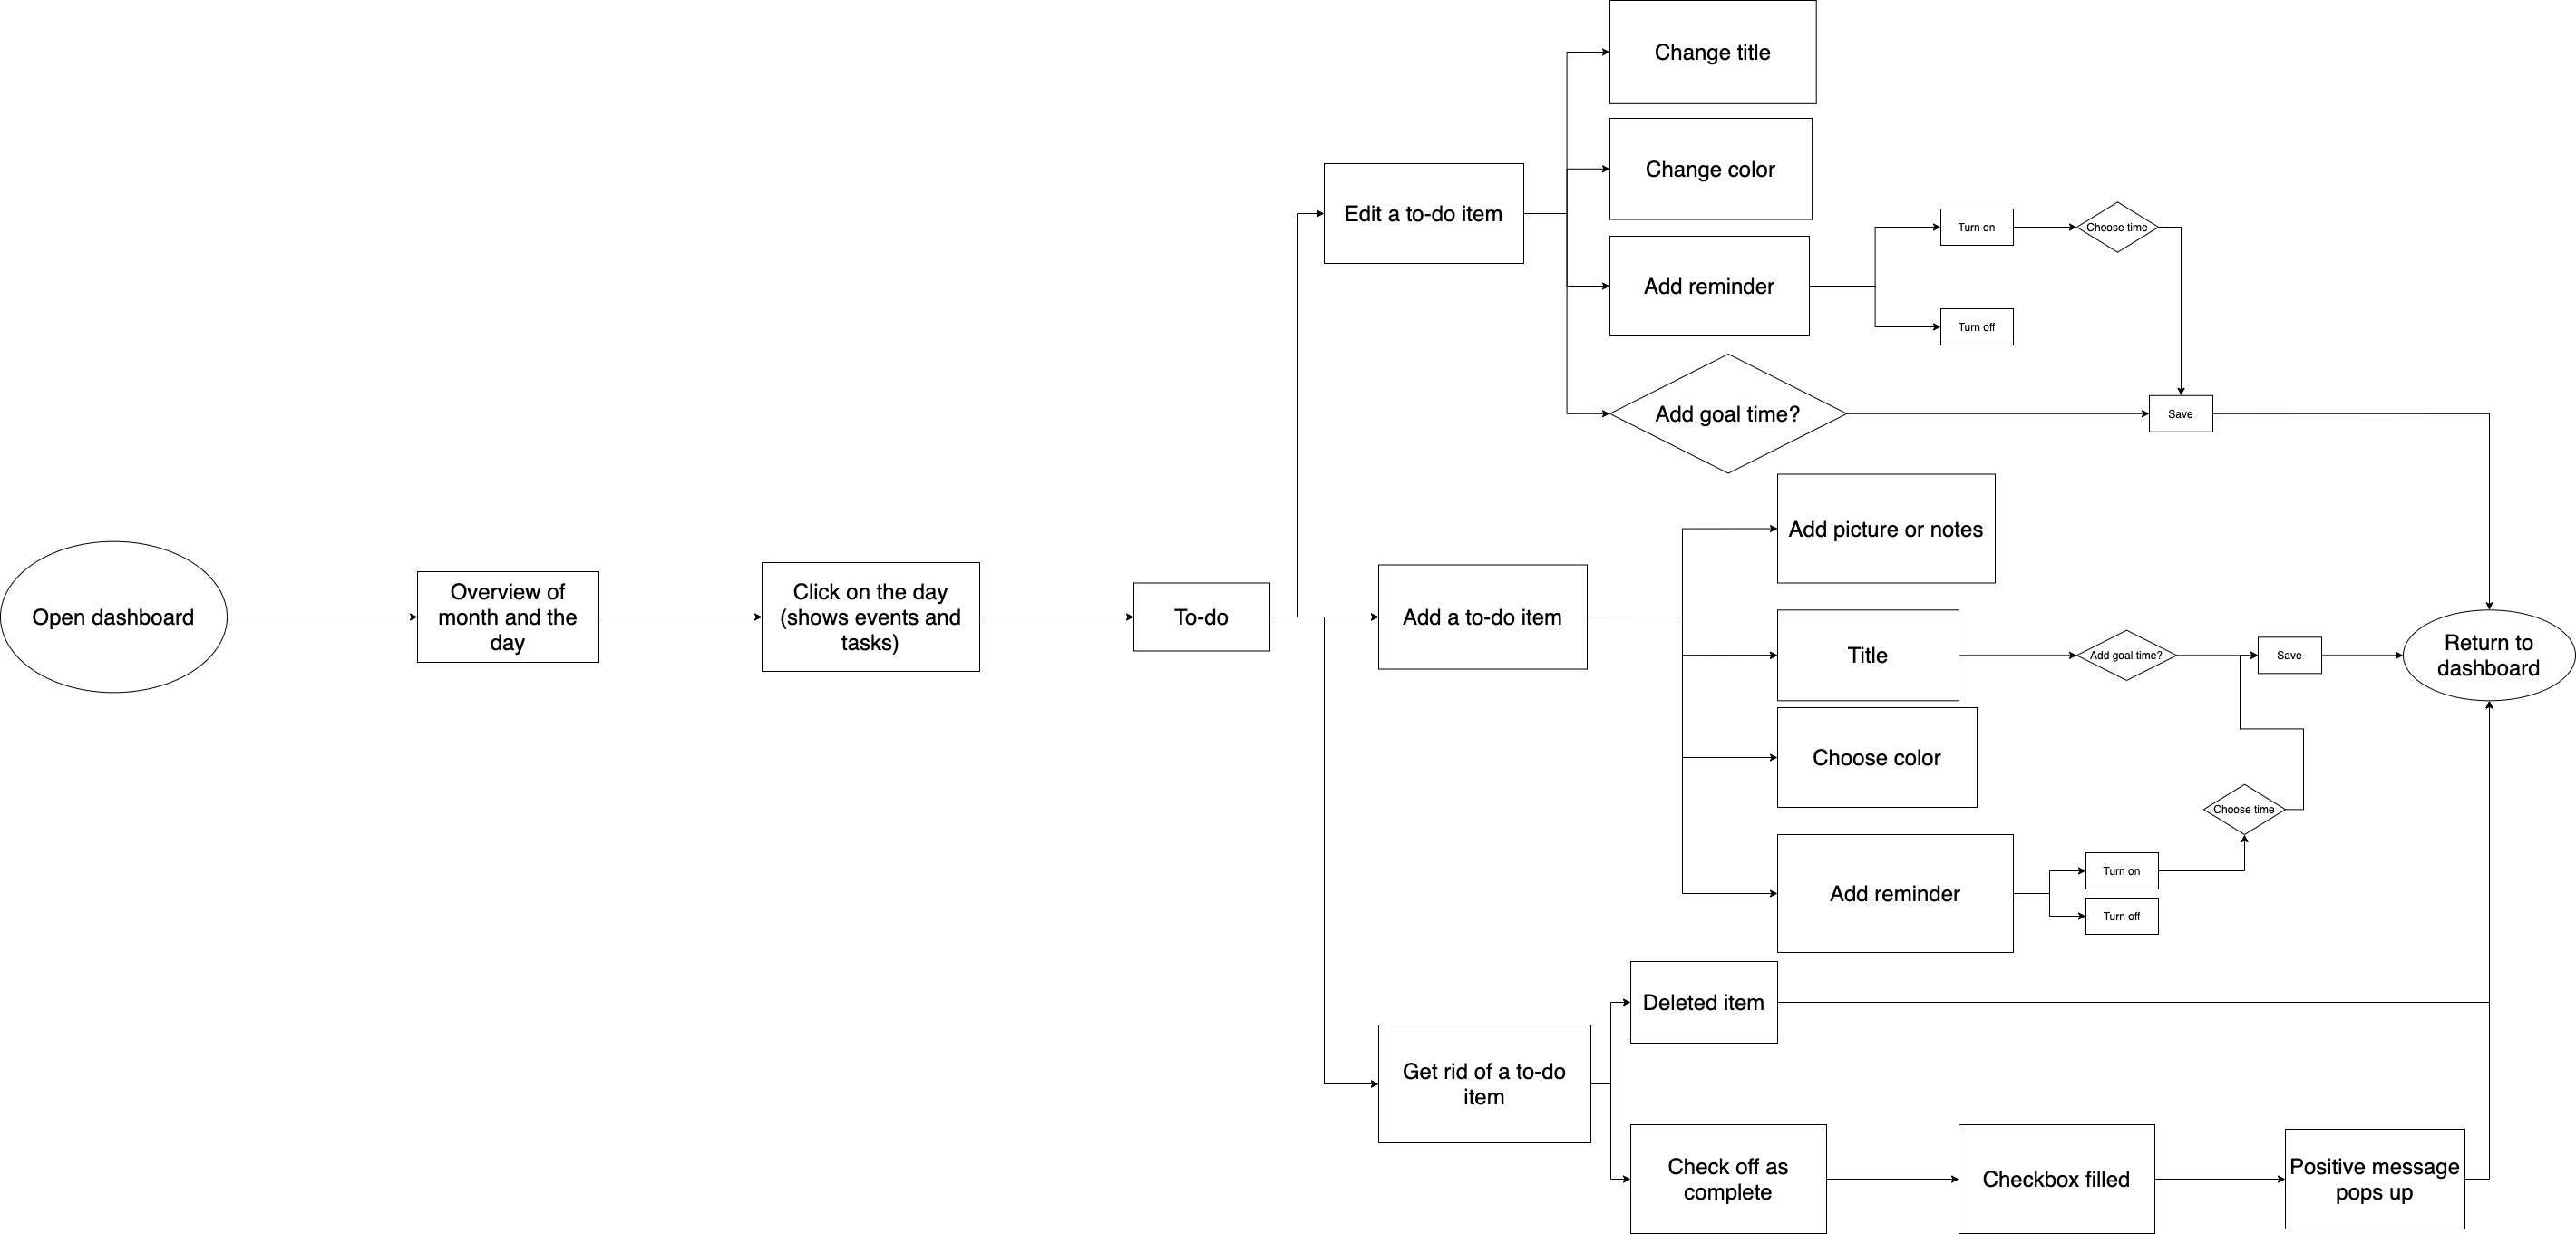 Open dashboard
Overview of
month and the
day
Click on the day
(shows events and
tasks)
To-do
Edit a to-do item
Change title
Change color
Add reminder
Turn on
Choose time
Turn off
Add goal time?
Save
Add a to-do item
Add picture or notes
Title
Add goal time?
Save
Choose color
Add reminder
Turn on
Choose time
Turn off
Get rid of a to-do
item
Deleted item
Check off as
complete
Checkbox filled
Positive message
pops up
Return to
dashboard